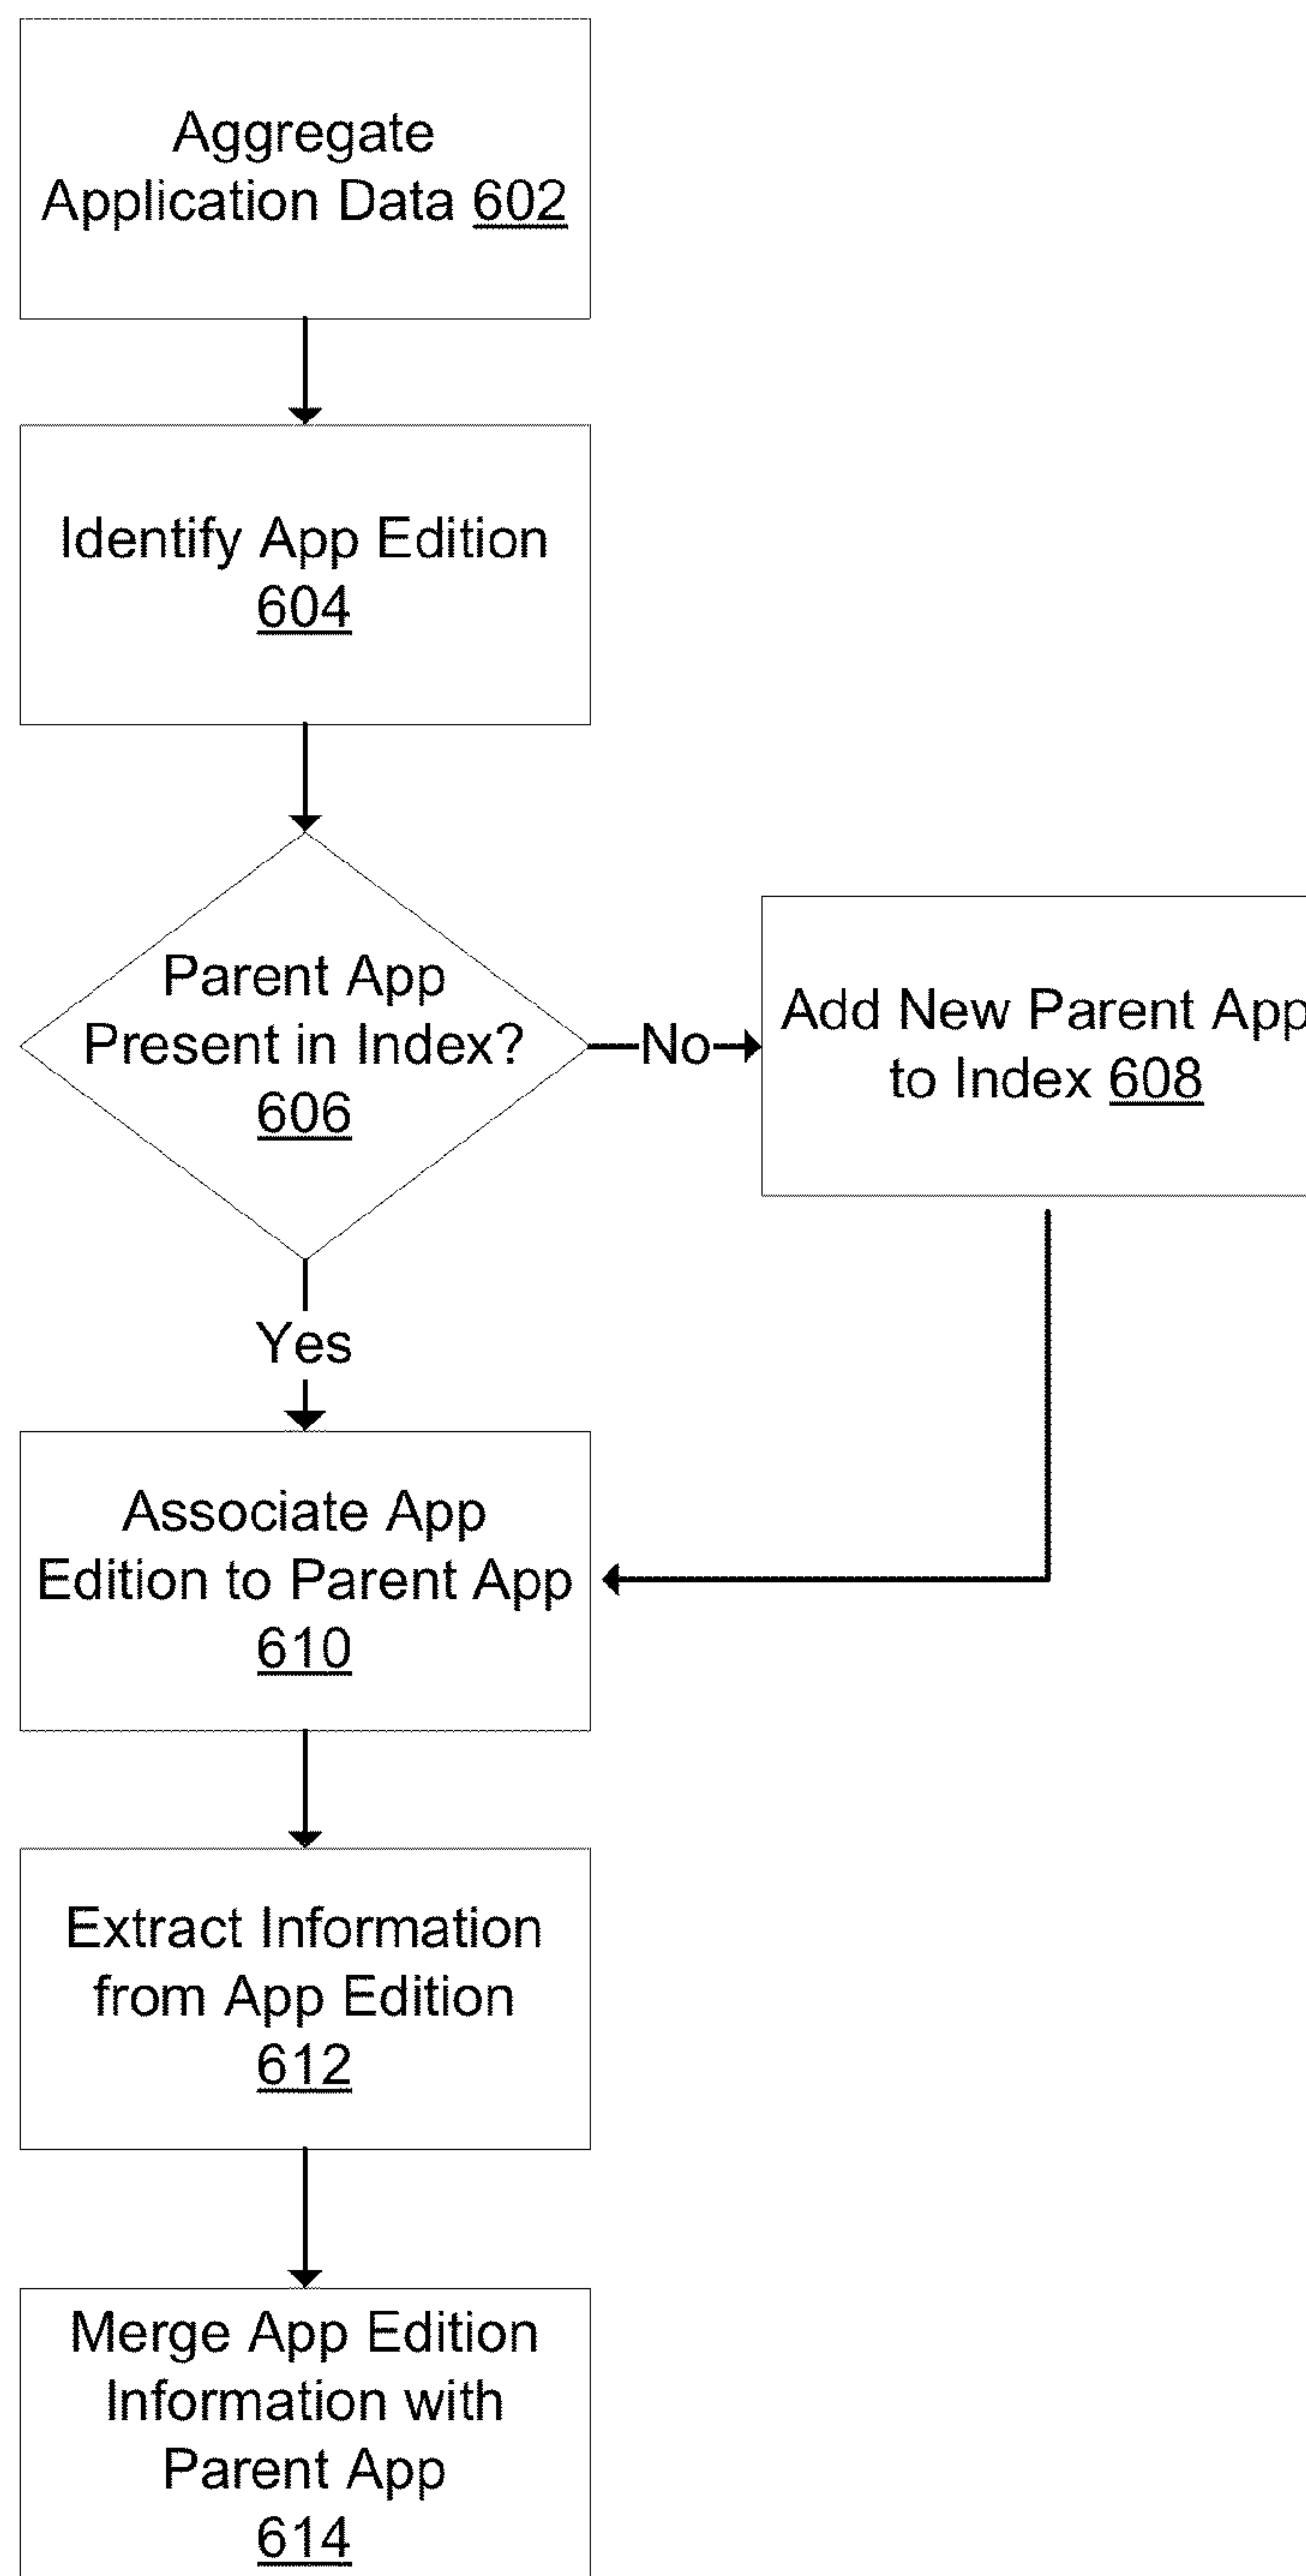 Aggregate
Application Data 602
Identify App Edition
604
Parent App
Present in Index?
606
No
Add New Parent App
to Index 608
Yes
Associate App
Edition to Parent App
610
Extract Information
from App Edition
612
Merge App Edition
Information with
Parent App
614